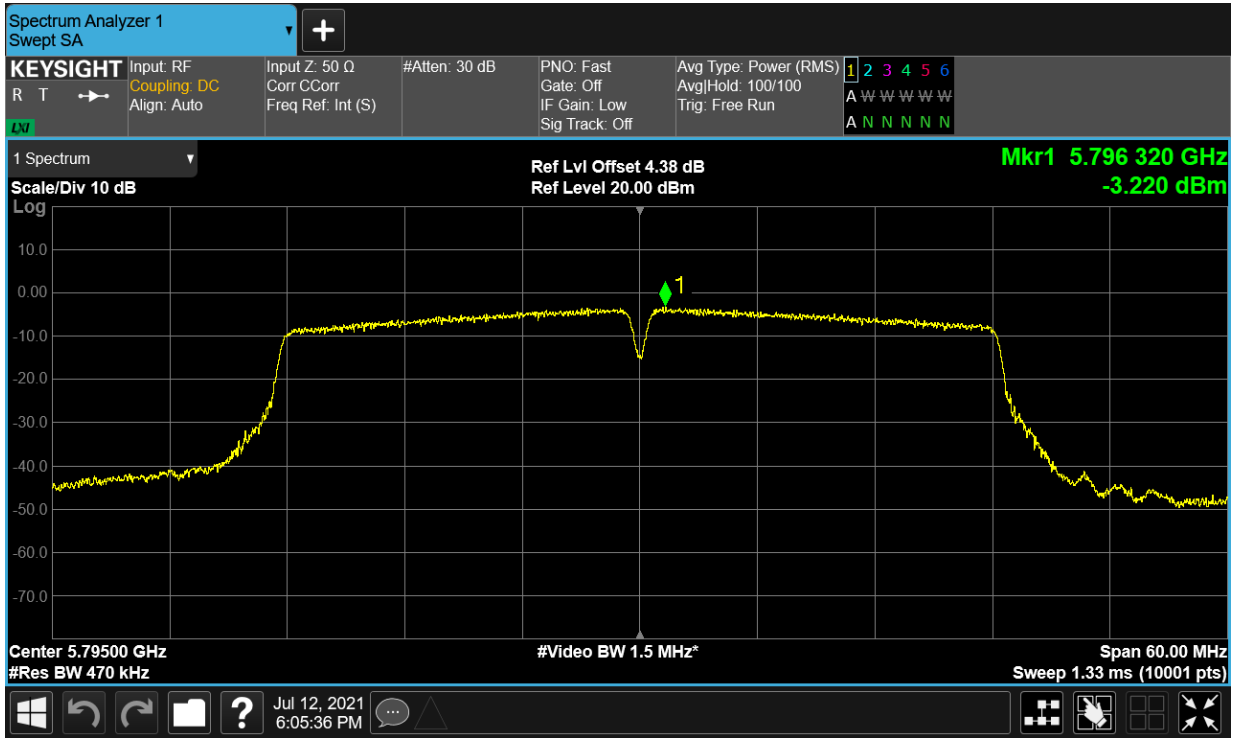 Spectrum Analyzer 1
Swept SA
KEYSIGHT
R T
LXI
Input: RF
Coupling: DC
Align: Auto
Input Z: 50 Ω
Corr CCorr
Freq Ref: Int (S)
#Atten: 30 dB
PNO: Fast
Gate: Off
IF Gain: Low
Sig Track: Off
Avg Type: Power (RMS)
Avg|Hold: 100/100
Trig: Free Run
1 2 3 4 5 6
A W W W W W
A N N N N N
1 Spectrum
Scale/Div 10 dB
Log
Ref Lvl Offset 4.38 dB
Ref Level 20.00 dBm
Mkr1 5.796 320 GHz
-3.220 dBm
1
10.0
0.00
-10.0
-20.0
-30.0
-40.0
-50.0
-60.0
-70.0
Center 5.79500 GHz
#Video BW 1.5 MHz*
Span 60.00 MHz
#Res BW 470 kHz
Sweep 1.33 ms (10001 pts)
?
Jul 12, 2021
6:05:36 PM